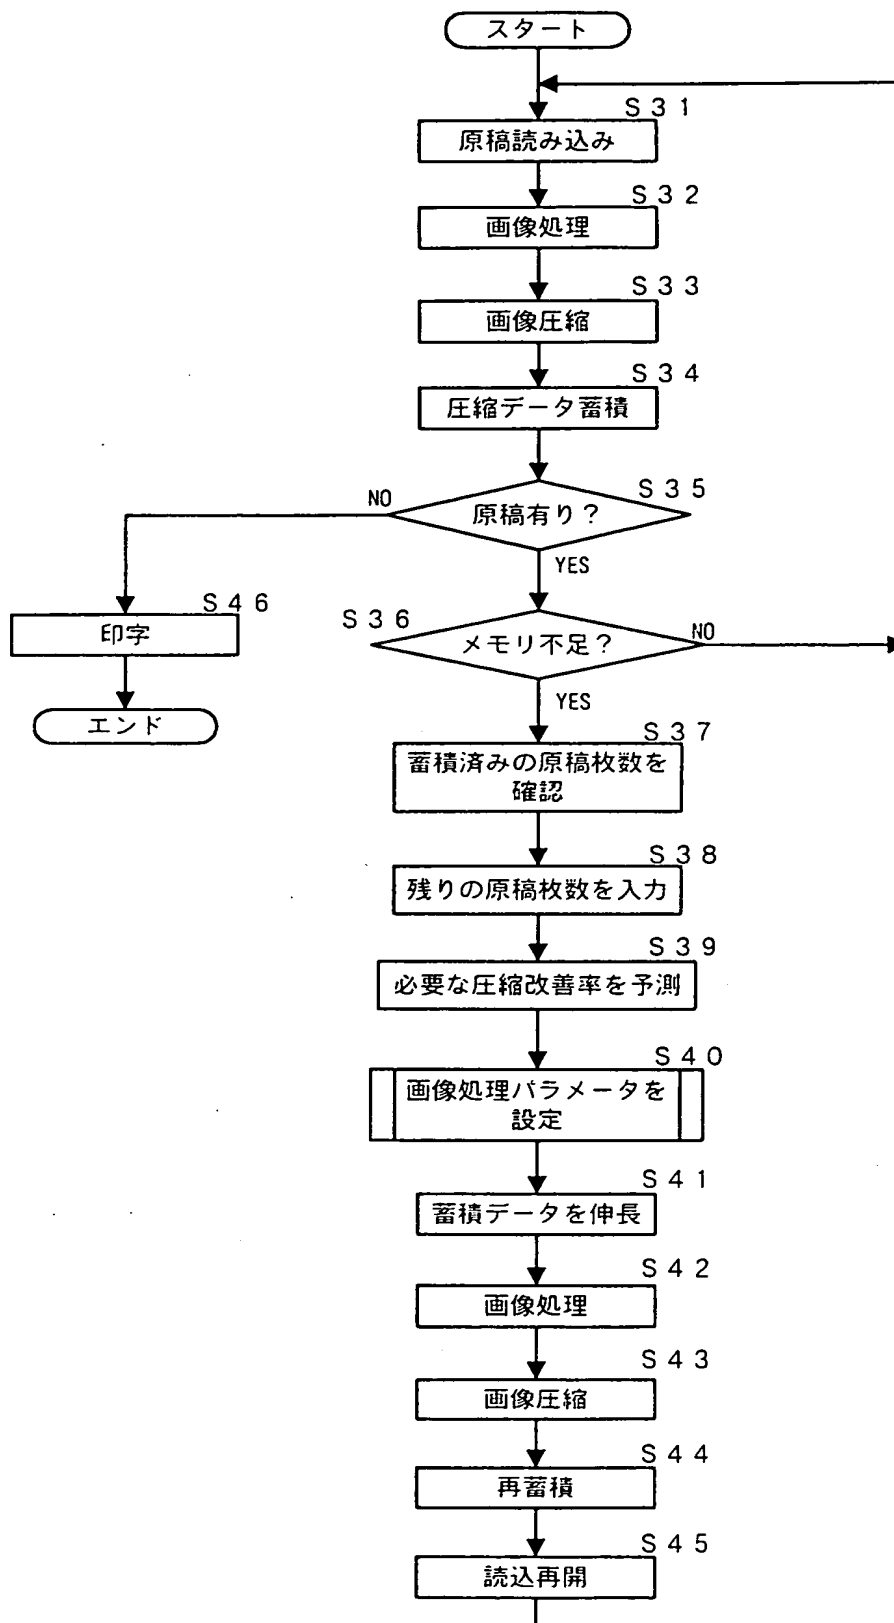 スタート
S31
原稿読み込み
S32
画像処理
S33
画像圧縮
S34
圧縮データ蓄積
S35
原稿有り？
NO
YES
S46
印字
エンド
S36
メモリ不足？
NO
YES
S37
蓄積済みの原稿枚数を
確認
S38
残りの原稿枚数を入力
S39
必要な圧縮改善率を予測
S40
画像処理パラメータを
設定
S41
蓄積データを伸長
S42
画像処理
S43
画像圧縮
S44
再蓄積
S45
読込再開